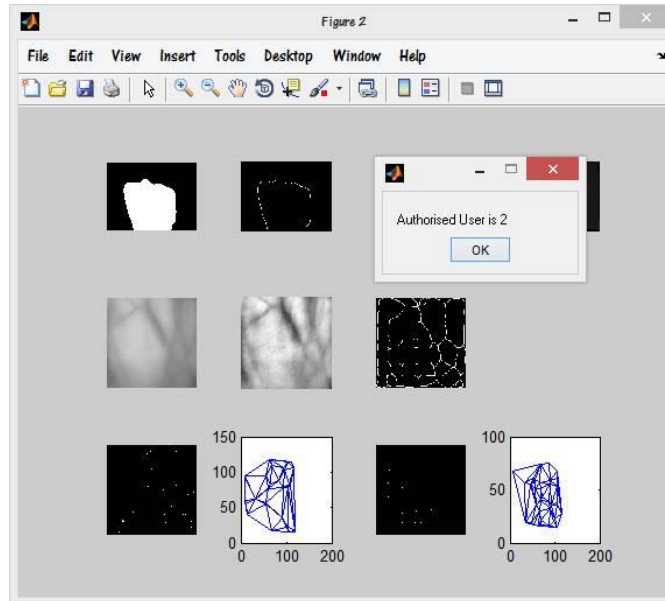 Figure 2
File Edit View Insert Tools Desktop Window Help
Authorised User is 2
OK
150
100
50
0
0 100 200
100
50
0
0 100 200